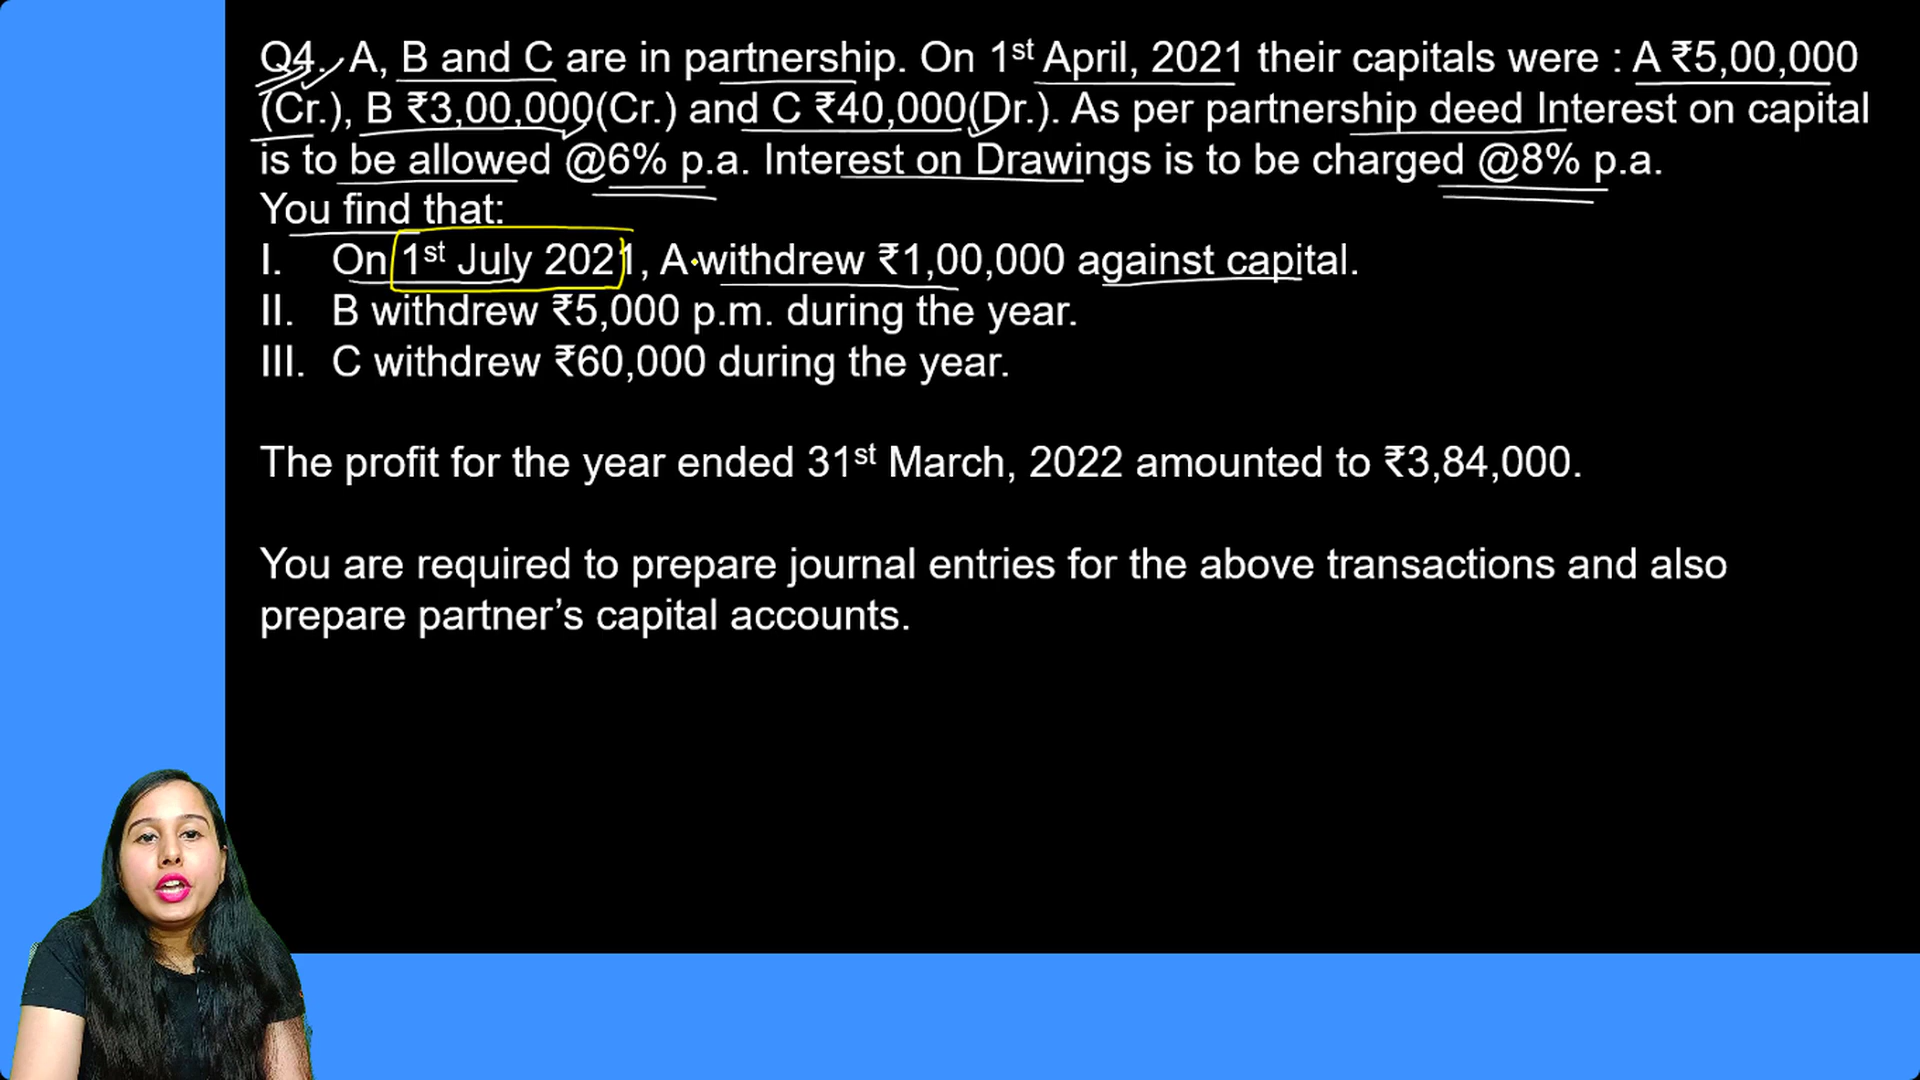 Q4. A, B and C are in partnership. On 1st April, 2021 their capitals were : A ₹5,00,000
(Cr.), B ₹3,00,000(Cr.) and C ₹40,000(Dr.). As per partnership deed Interest on capital
is to be allowed @6% p.a. Interest on Drawings is to be charged @8% p.a.
You find that:
I. On 1st July 2021, A withdrew ₹1,00,000 against capital.
II. B withdrew ₹5,000 p.m. during the year.
III. C withdrew ₹60,000 during the year.
The profit for the year ended 31st March, 2022 amounted to ₹3,84,000.
You are required to prepare journal entries for the above transactions and also
prepare partner’s capital accounts.